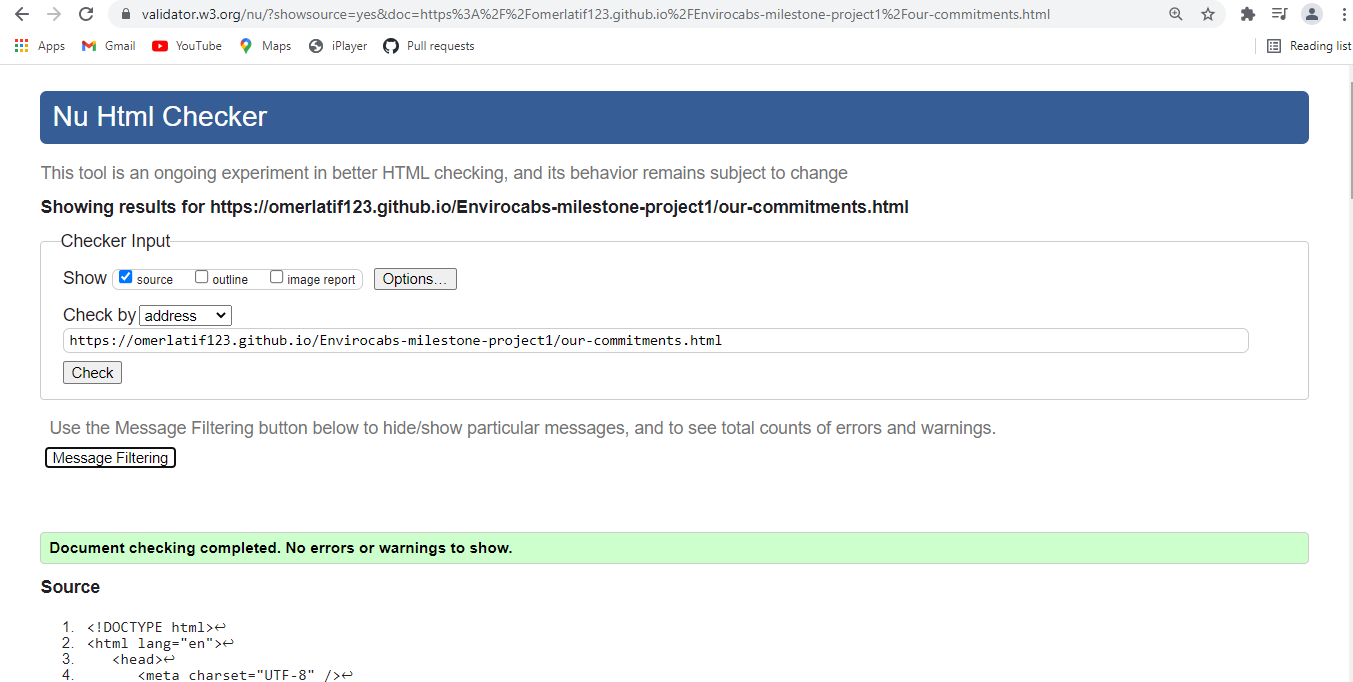 validator.w3.org/nu/?showsource=yes&doc=https%3A%2F%2Fomerlatif123.github.io%2FEnvirocabs-milestone-project1%2Four-commitments.html
Apps Gmail YouTube Maps iPlayer Pull requests Reading list
Nu Html Checker
This tool is an ongoing experiment in better HTML checking, and its behavior remains subject to change
Showing results for https://omerlatif123.github.io/Envirocabs-milestone-project1/our-commitments.html
Checker Input
Show source outline image report Options...
Check by address
https://omerlatif123.github.io/Envirocabs-milestone-project1/our-commitments.html
Check
Use the Message Filtering button below to hide/show particular messages, and to see total counts of errors and warnings.
Message Filtering
Document checking completed. No errors or warnings to show.
Source
1. <!DOCTYPE html>↩
2. <html lang="en">↩
3. <head>↩
4. <meta charset="UTF-8" />↩